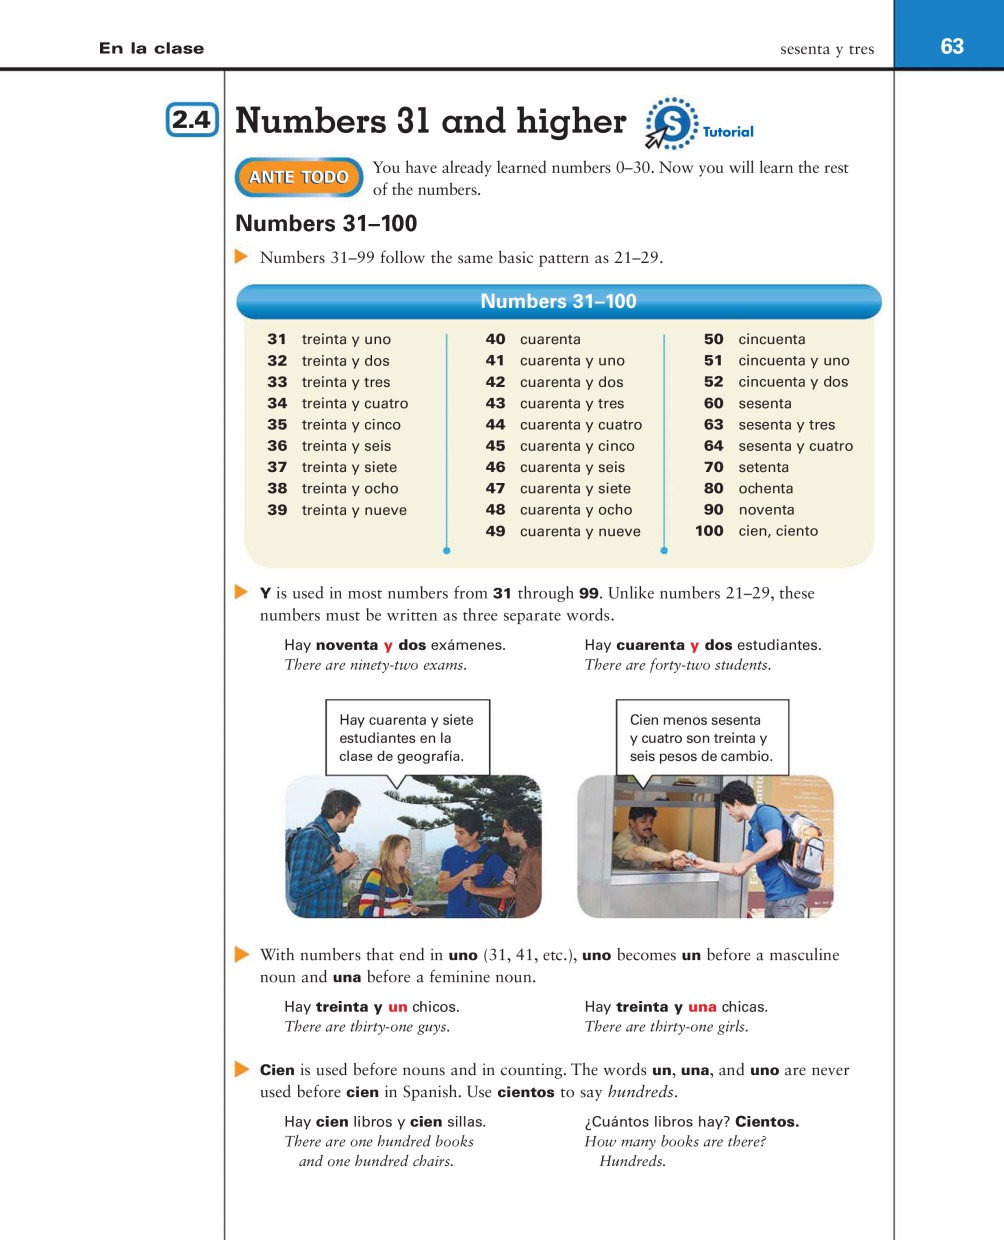 En la clase
sesenta y tres
63
2.4
Numbers 31 and higher
S
Tutorial
ANTE TODO
You have already learned numbers 0–30. Now you will learn the rest
of the numbers.
Numbers 31–100
Numbers 31–99 follow the same basic pattern as 21–29.
Numbers 31–100
31 treinta y uno
32 treinta y dos
33 treinta y tres
34 treinta y cuatro
35 treinta y cinco
36 treinta y seis
37 treinta y siete
38 treinta y ocho
39 treinta y nueve
40 cuarenta
41 cuarenta y uno
42 cuarenta y dos
43 cuarenta y tres
44 cuarenta y cuatro
45 cuarenta y cinco
46 cuarenta y seis
47 cuarenta y siete
48 cuarenta y ocho
49 cuarenta y nueve
50 cincuenta
51 cincuenta y uno
52 cincuenta y dos
60 sesenta
63 sesenta y tres
64 sesenta y cuatro
70 setenta
80 ochenta
90 noventa
100 cien, ciento
Y is used in most numbers from 31 through 99. Unlike numbers 21–29, these
numbers must be written as three separate words.
Hay noventa y dos exámenes.
There are ninety-two exams.
Hay cuarenta y dos estudiantes.
There are forty-two students.
Hay cuarenta y siete
estudiantes en la
clase de geografía.
Cien menos sesenta
y cuatro son treinta y
seis pesos de cambio.
With numbers that end in uno (31, 41, etc.), uno becomes un before a masculine
noun and una before a feminine noun.
Hay treinta y un chicos.
There are thirty-one guys.
Hay treinta y una chicas.
There are thirty-one girls.
Cien is used before nouns and in counting. The words un, una, and uno are never
used before cien in Spanish. Use cientos to say hundreds.
Hay cien libros y cien sillas.
There are one hundred books
and one hundred chairs.
¿Cuántos libros hay? Cientos.
How many books are there?
Hundreds.